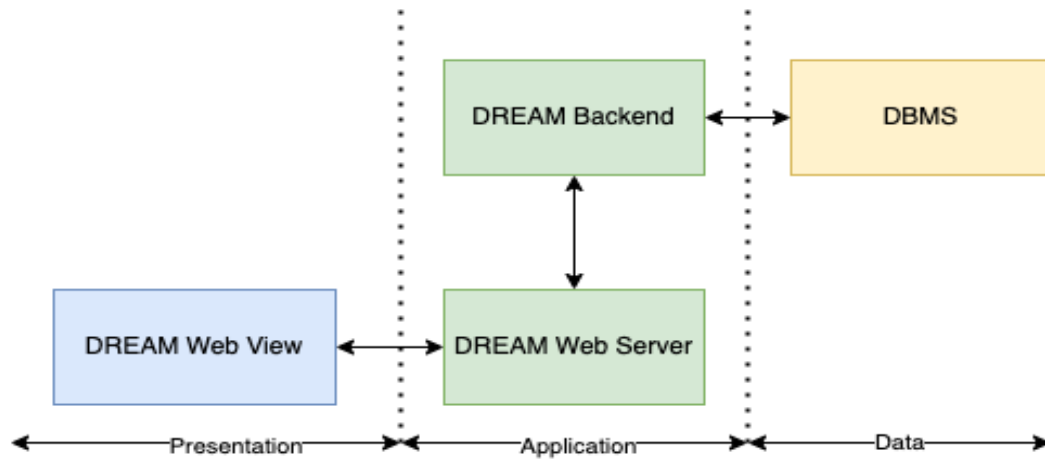 DREAM Backend
DBMS
DREAM Web View
DREAM Web Server
Presentation
Application
Data